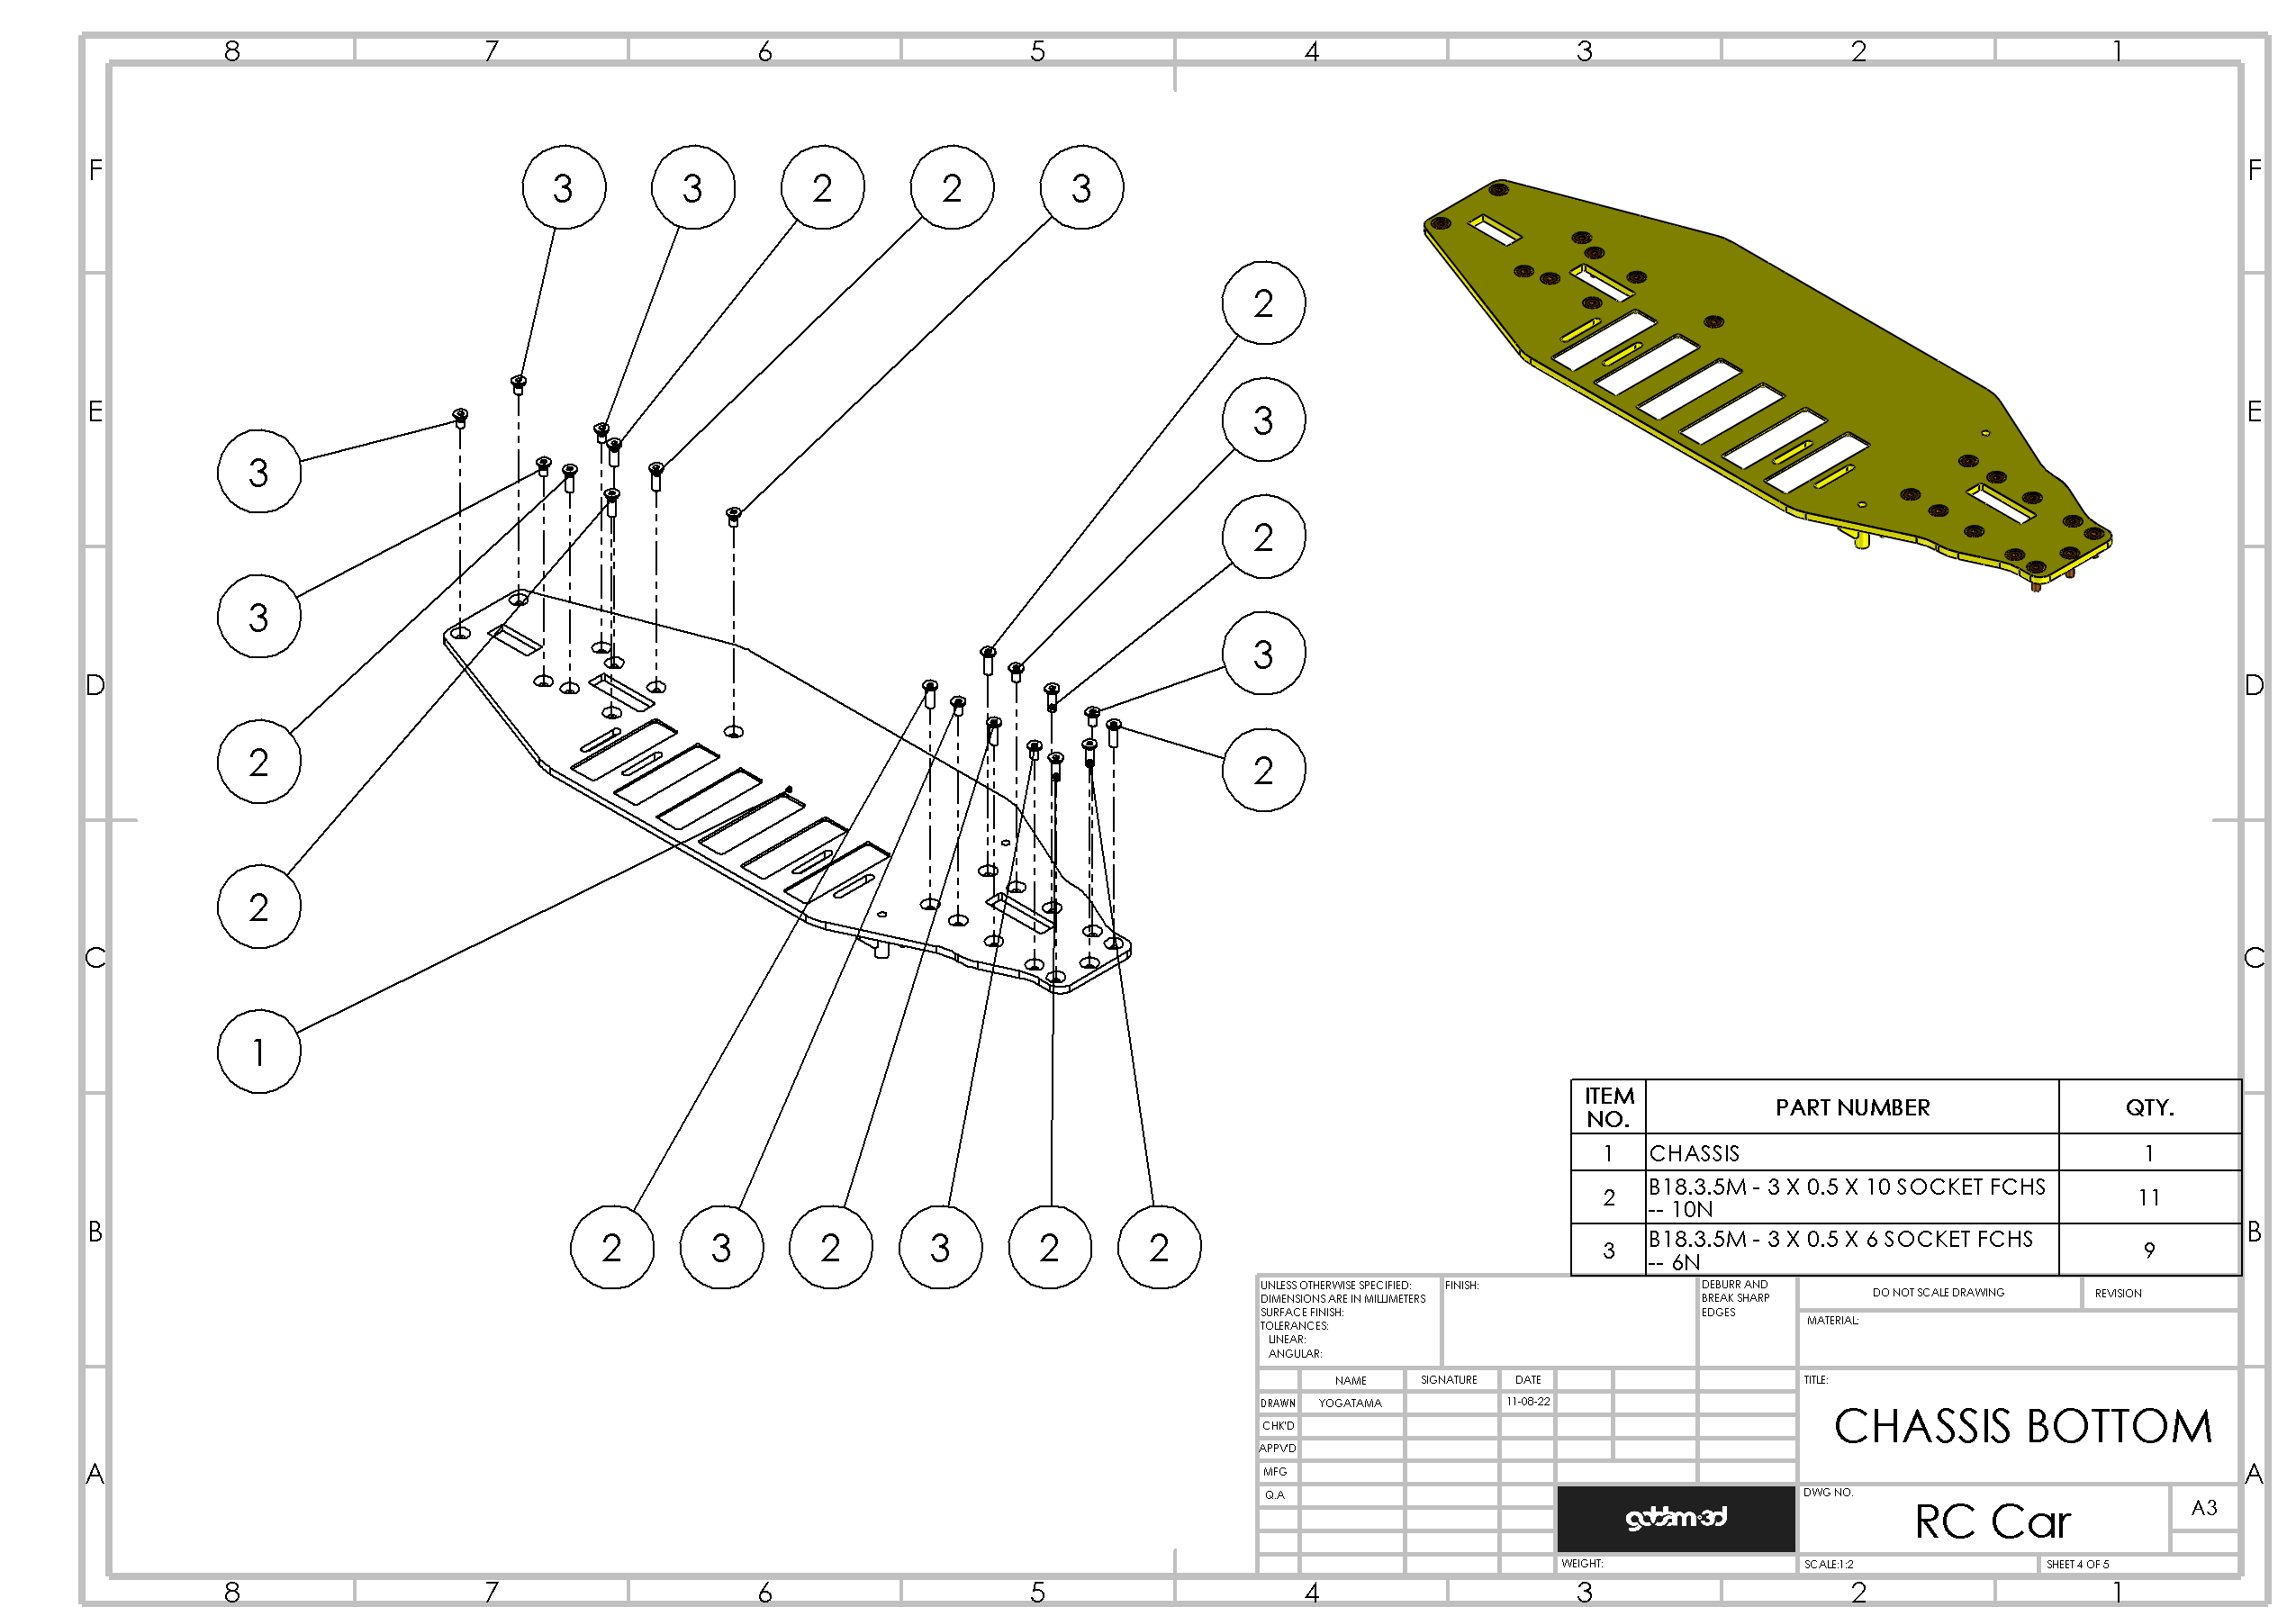 8 7 6 5 4 3 2 1
F F
3 3 2 2 3
2
E 3 E
3
2
3
3
D D
2 2
2
C C
1
ITEM NO. PART NUMBER QTY.
1 CHASSIS 1
2 B18.3.5M - 3 X 0.5 X 10 SOCKET FCHS -- 10N 11
3 B18.3.5M - 3 X 0.5 X 6 SOCKET FCHS -- 6N 9
B B
2 3 2 3 2 2
UNLESS OTHERWISE SPECIFIED:
DIMENSIONS ARE IN MILLIMETERS
SURFACE FINISH:
TOLERANCES:
LINEAR:
ANGULAR:
FINISH:
DEBURR AND
BREAK SHARP
EDGES
DO NOT SCALE DRAWING
REVISION
MATERIAL:
NAME SIGNATURE DATE
DRAWN YOGATAMA 11-08-22
CHK'D
APPV'D
MFG
Q.A
TITLE:
CHASSIS BOTTOM
A A
DWG NO.
RC Car
A3
WEIGHT:
SCALE:1:2
SHEET 4 OF 5
8 7 6 5 4 3 2 1